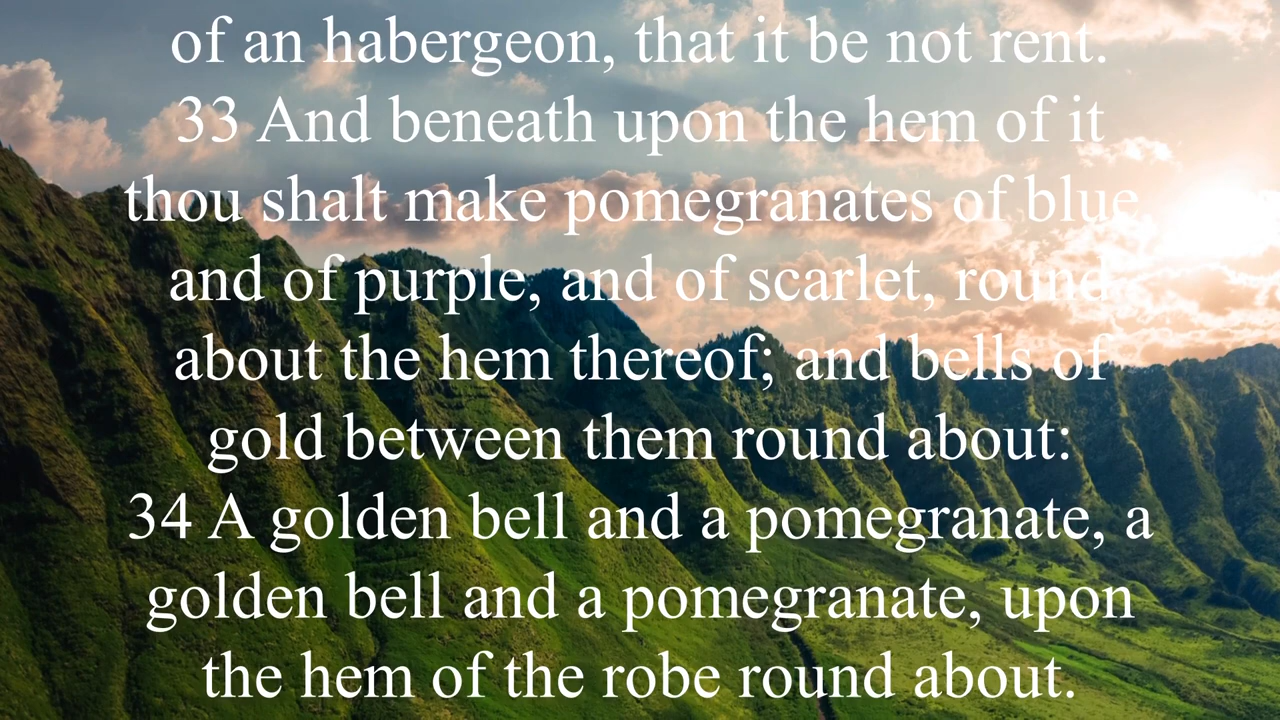 of an habergeon, that it be not rent.
33 And beneath upon the hem of it
thou shalt make pomegranates of blue,
and of purple, and of scarlet, round
about the hem thereof; and bells of
gold between them round about:
34 A golden bell and a pomegranate, a
golden bell and a pomegranate, upon
the hem of the robe round about.